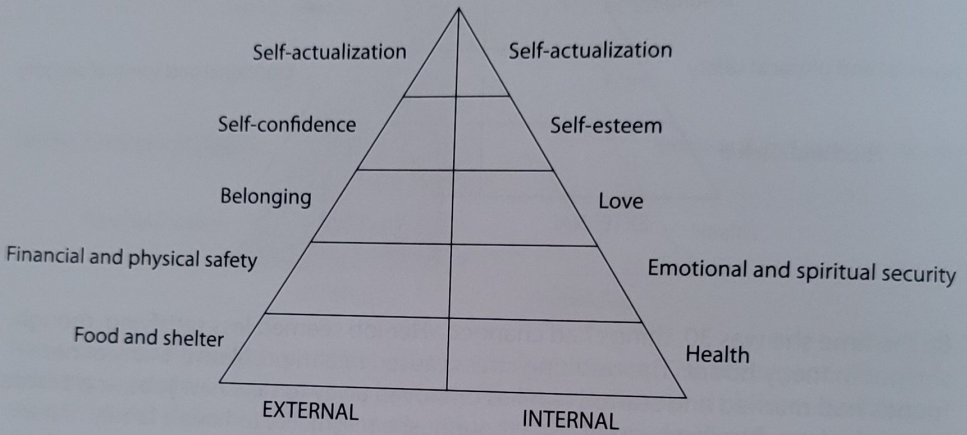 Self-actualization
Self-actualization
Self-confidence
Self-esteem
Belonging
Love
Financial and physical safety
Emotional and spiritual security
Food and shelter
Health
EXTERNAL
INTERNAL